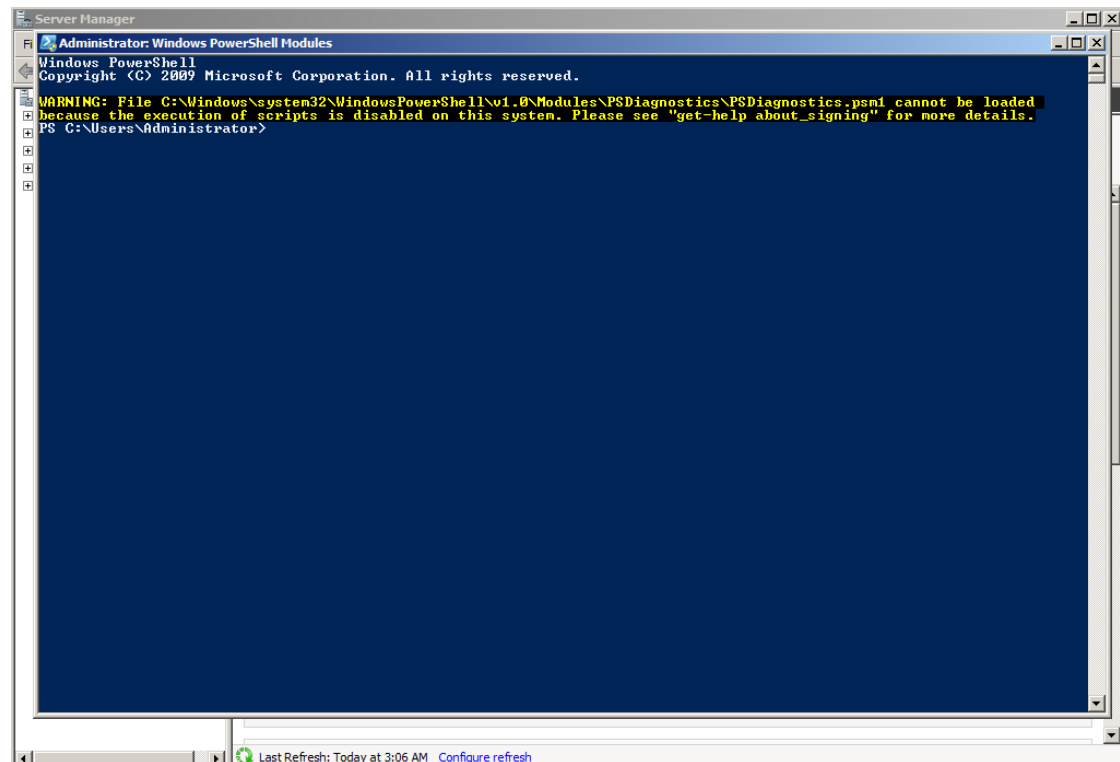 Server Manager
Fi
Administrator: Windows PowerShell Modules
Windows PowerShell
Copyright (C) 2009 Microsoft Corporation. All rights reserved.
WARNING: File C:\Windows\system32\WindowsPowerShell\v1.0\Modules\PSDiagnostics\PSDiagnostics.psm1 cannot be loaded
because the execution of scripts is disabled on this system. Please see "get-help about_signing" for more details.
PS C:\Users\Administrator>
Last Refresh: Today at 3:06 AM Configure refresh